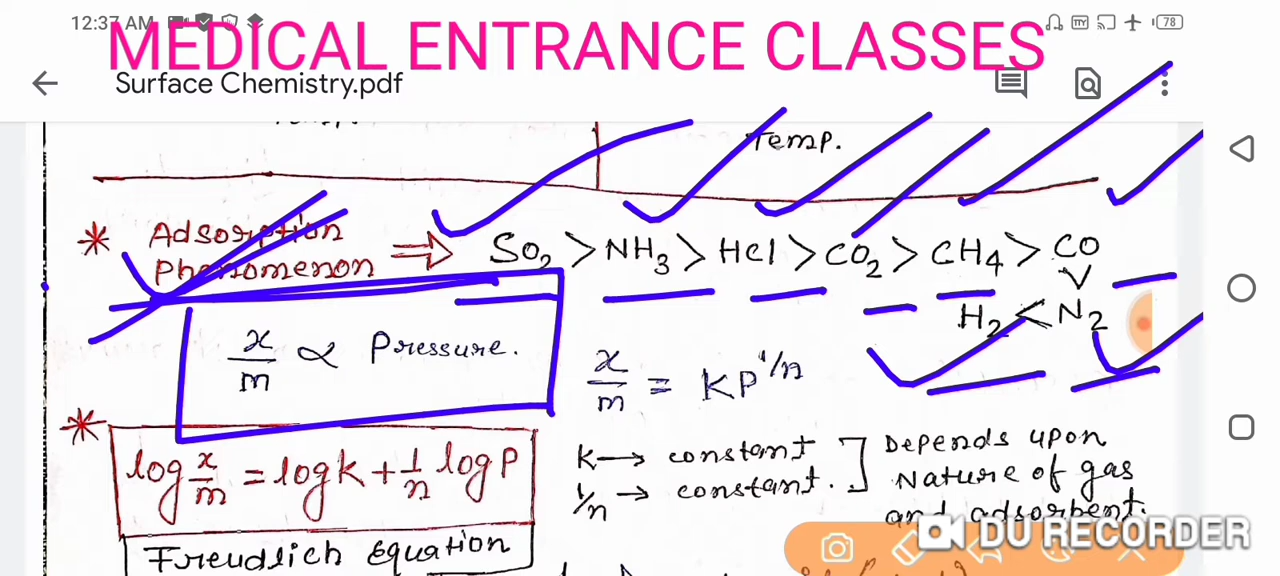 12:37 AM
78
MEDICAL ENTRANCE CLASSES
Surface Chemistry.pdf
Temp.
* Adsorption Phenomenon ⇒ SO₂ > NH₃ > HCl > CO₂ > CH₄ > CO
V
H₂ < N₂
x/m ∝ Pressure.
x/m = KP^1/n
* log x/m = log k + 1/n log P
K → constant
1/n → constant.
Depends upon
Nature of gas
and adsorbent.
Freudlich Equation
DU RECORDER